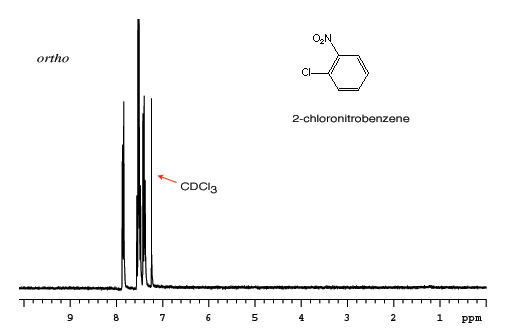 ortho
O₂N
Cl
2-chloronitrobenzene
CDCl₃
9 8 7 6 5 4 3 2 1 ppm